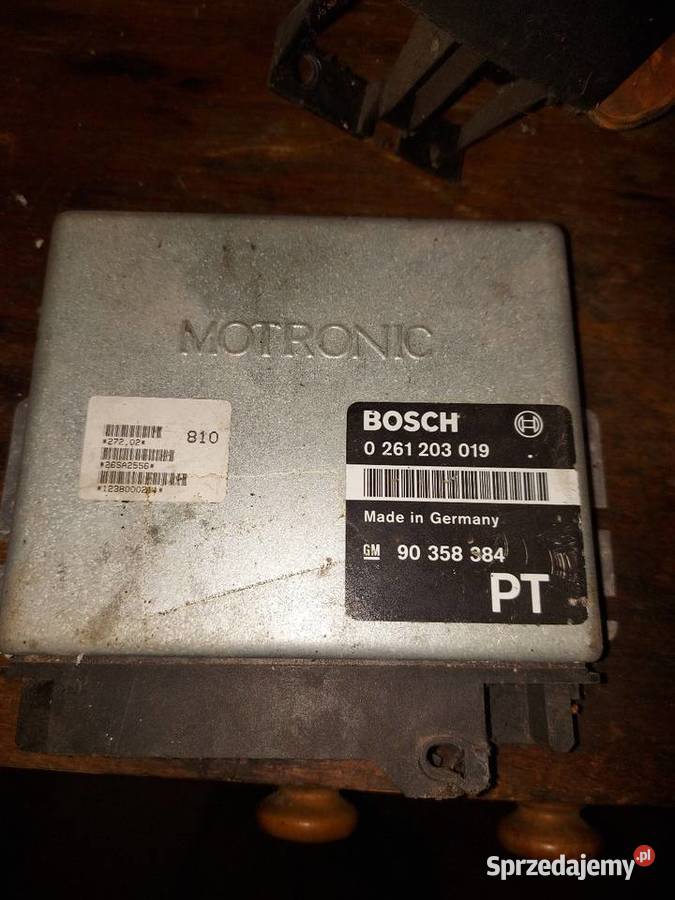 MOTRONIC
*272,02*
810
*26SA2556*
BOSCH
0 261 203 019
Made in Germany
GM 90 358 384
PT
Sprzedajemy.pl